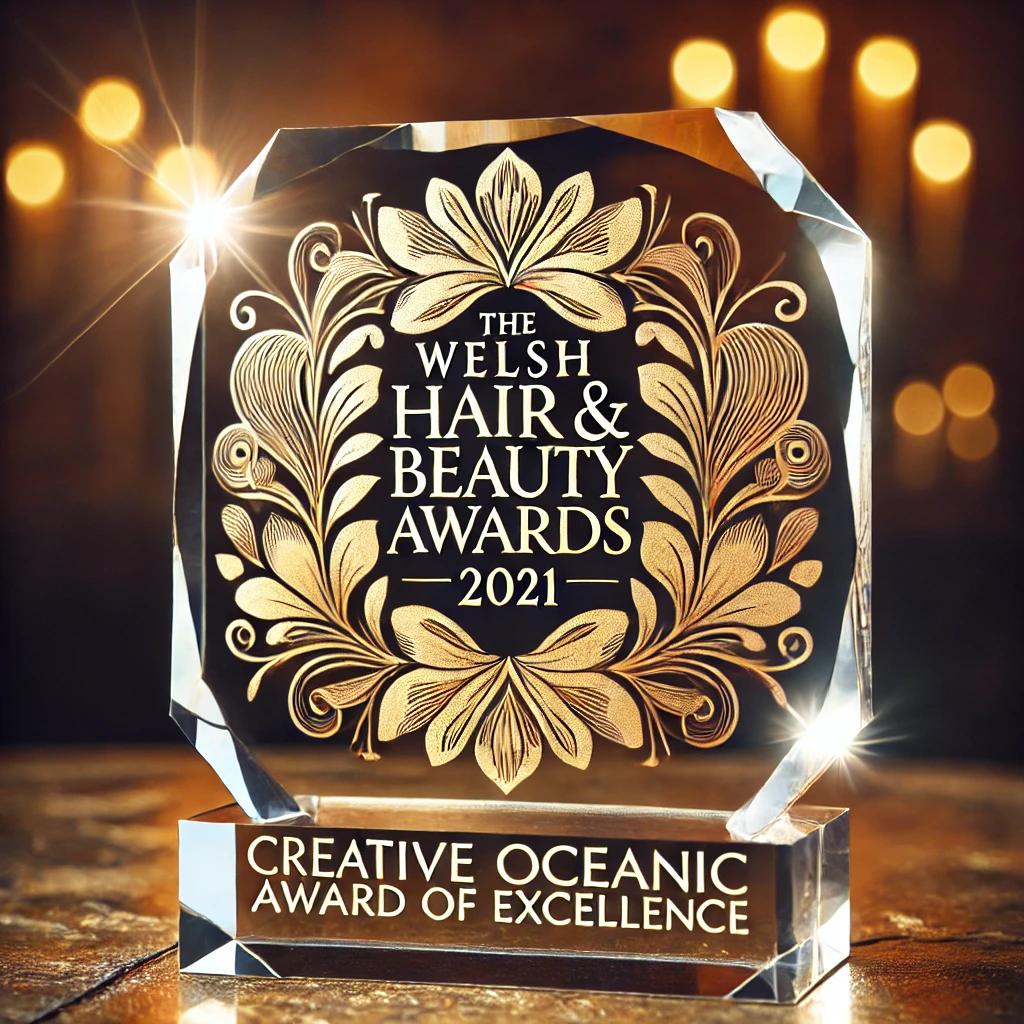 THE
WELSH
HAIR &
BEAUTY
AWARDS
2021
CREATIVE OCEANIC
AWARD OF EXCELLENCE